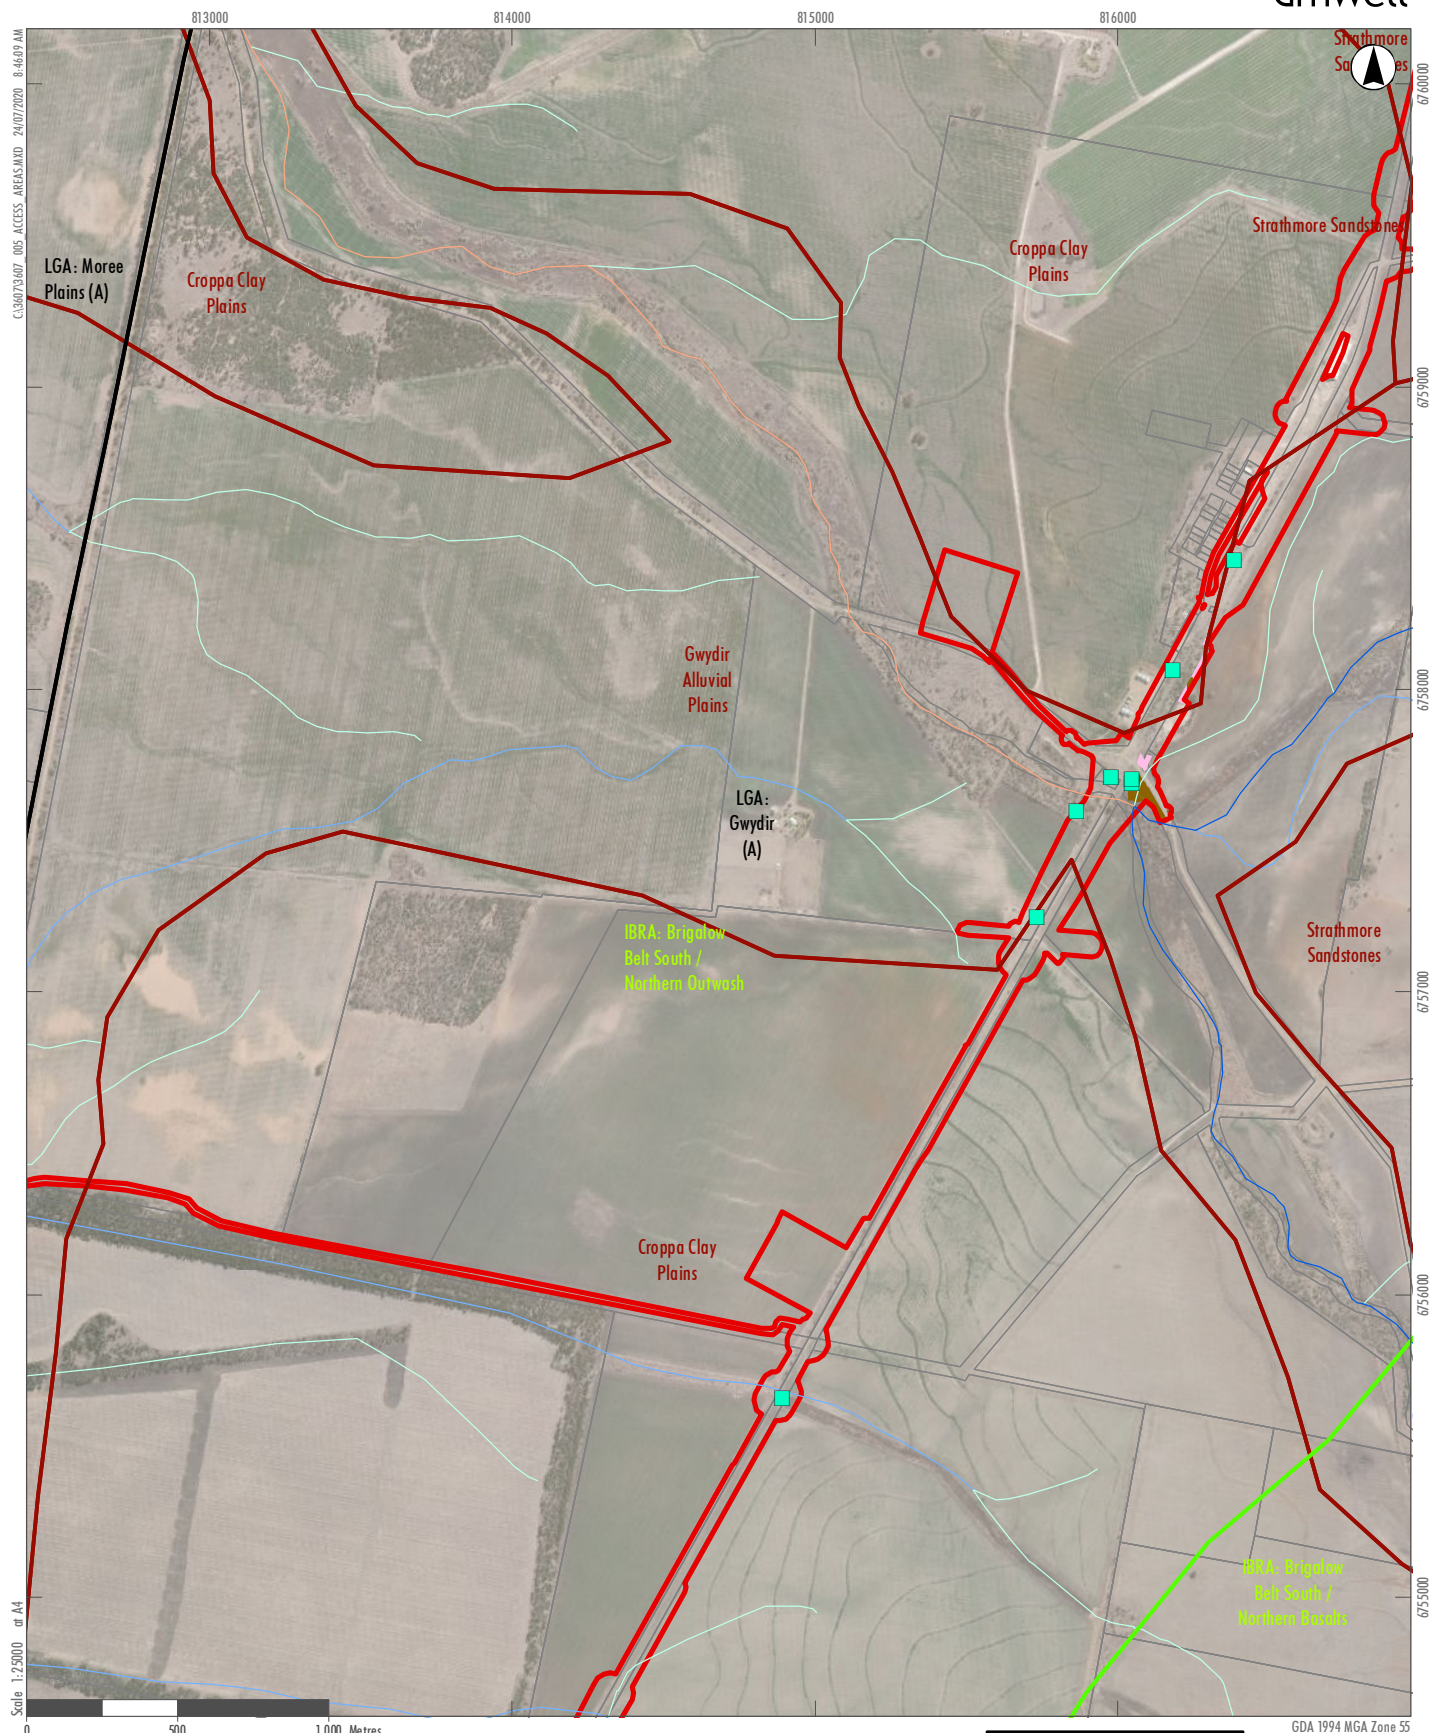 813000
814000
815000
816000
C:\3607\3607_005_ACCESS_AREAS.MXD 24/07/2020 8:46:09 AM
Strathmore
6760000
Strathmore Sandstones
Croppa Clay
Plains
LGA: Moree
Plains (A)
Croppa Clay
Plains
6759000
Gwydir
Alluvial
Plains
6758000
LGA:
Gwydir
(A)
IBRA: Brigalow
Belt South /
Northern Outwash
Strathmore
Sandstones
6757000
Croppa Clay
Plains
6756000
IBRA: Brigalow
Belt South /
Northern Basalts
6755000
Scale 1:25000 at A4
0 500 1 000 Metres
GDA 1994 MGA Zone 55